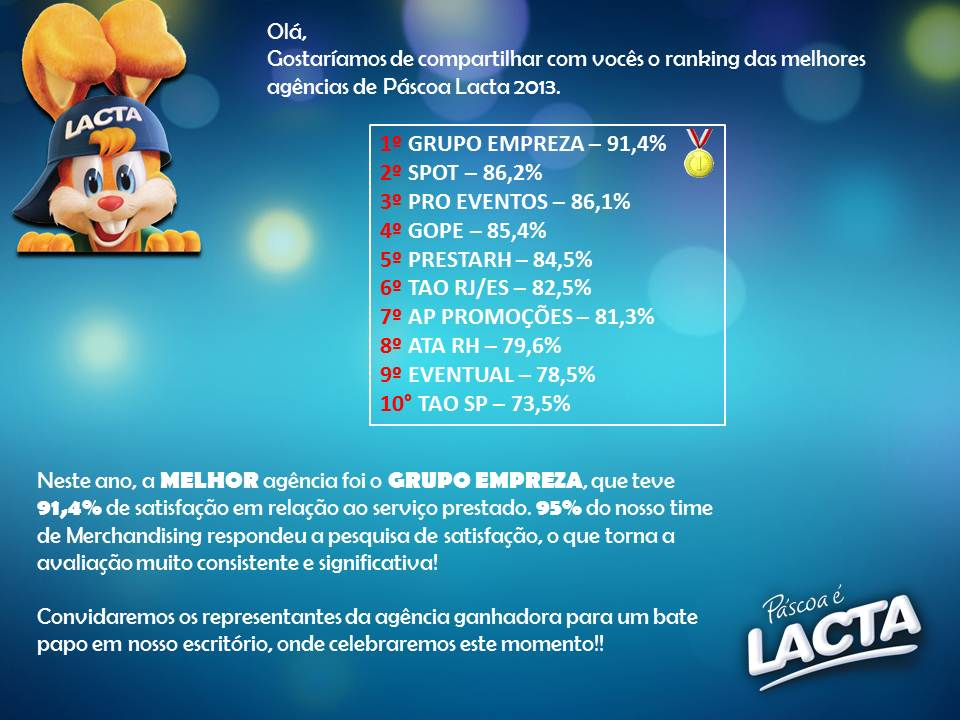 LACTA
Olá,
Gostaríamos de compartilhar com vocês o ranking das melhores
agências de Páscoa Lacta 2013.
1º GRUPO EMPREZA – 91,4%
1
2º SPOT – 86,2%
3º PRO EVENTOS – 86,1%
4º GOPE – 85,4%
5º PRESTARH – 84,5%
6º TAO RJ/ES – 82,5%
7º AP PROMOÇÕES – 81,3%
8º ATA RH – 79,6%
9º EVENTUAL – 78,5%
10° TAO SP – 73,5%
Neste ano, a MELHOR agência foi o GRUPO EMPREZA, que teve
91,4% de satisfação em relação ao serviço prestado. 95% do nosso time
de Merchandising respondeu a pesquisa de satisfação, o que torna a
avaliação muito consistente e significativa!
Convidaremos os representantes da agência ganhadora para um bate
papo em nosso escritório, onde celebraremos este momento!!
Páscoa é
LACTA